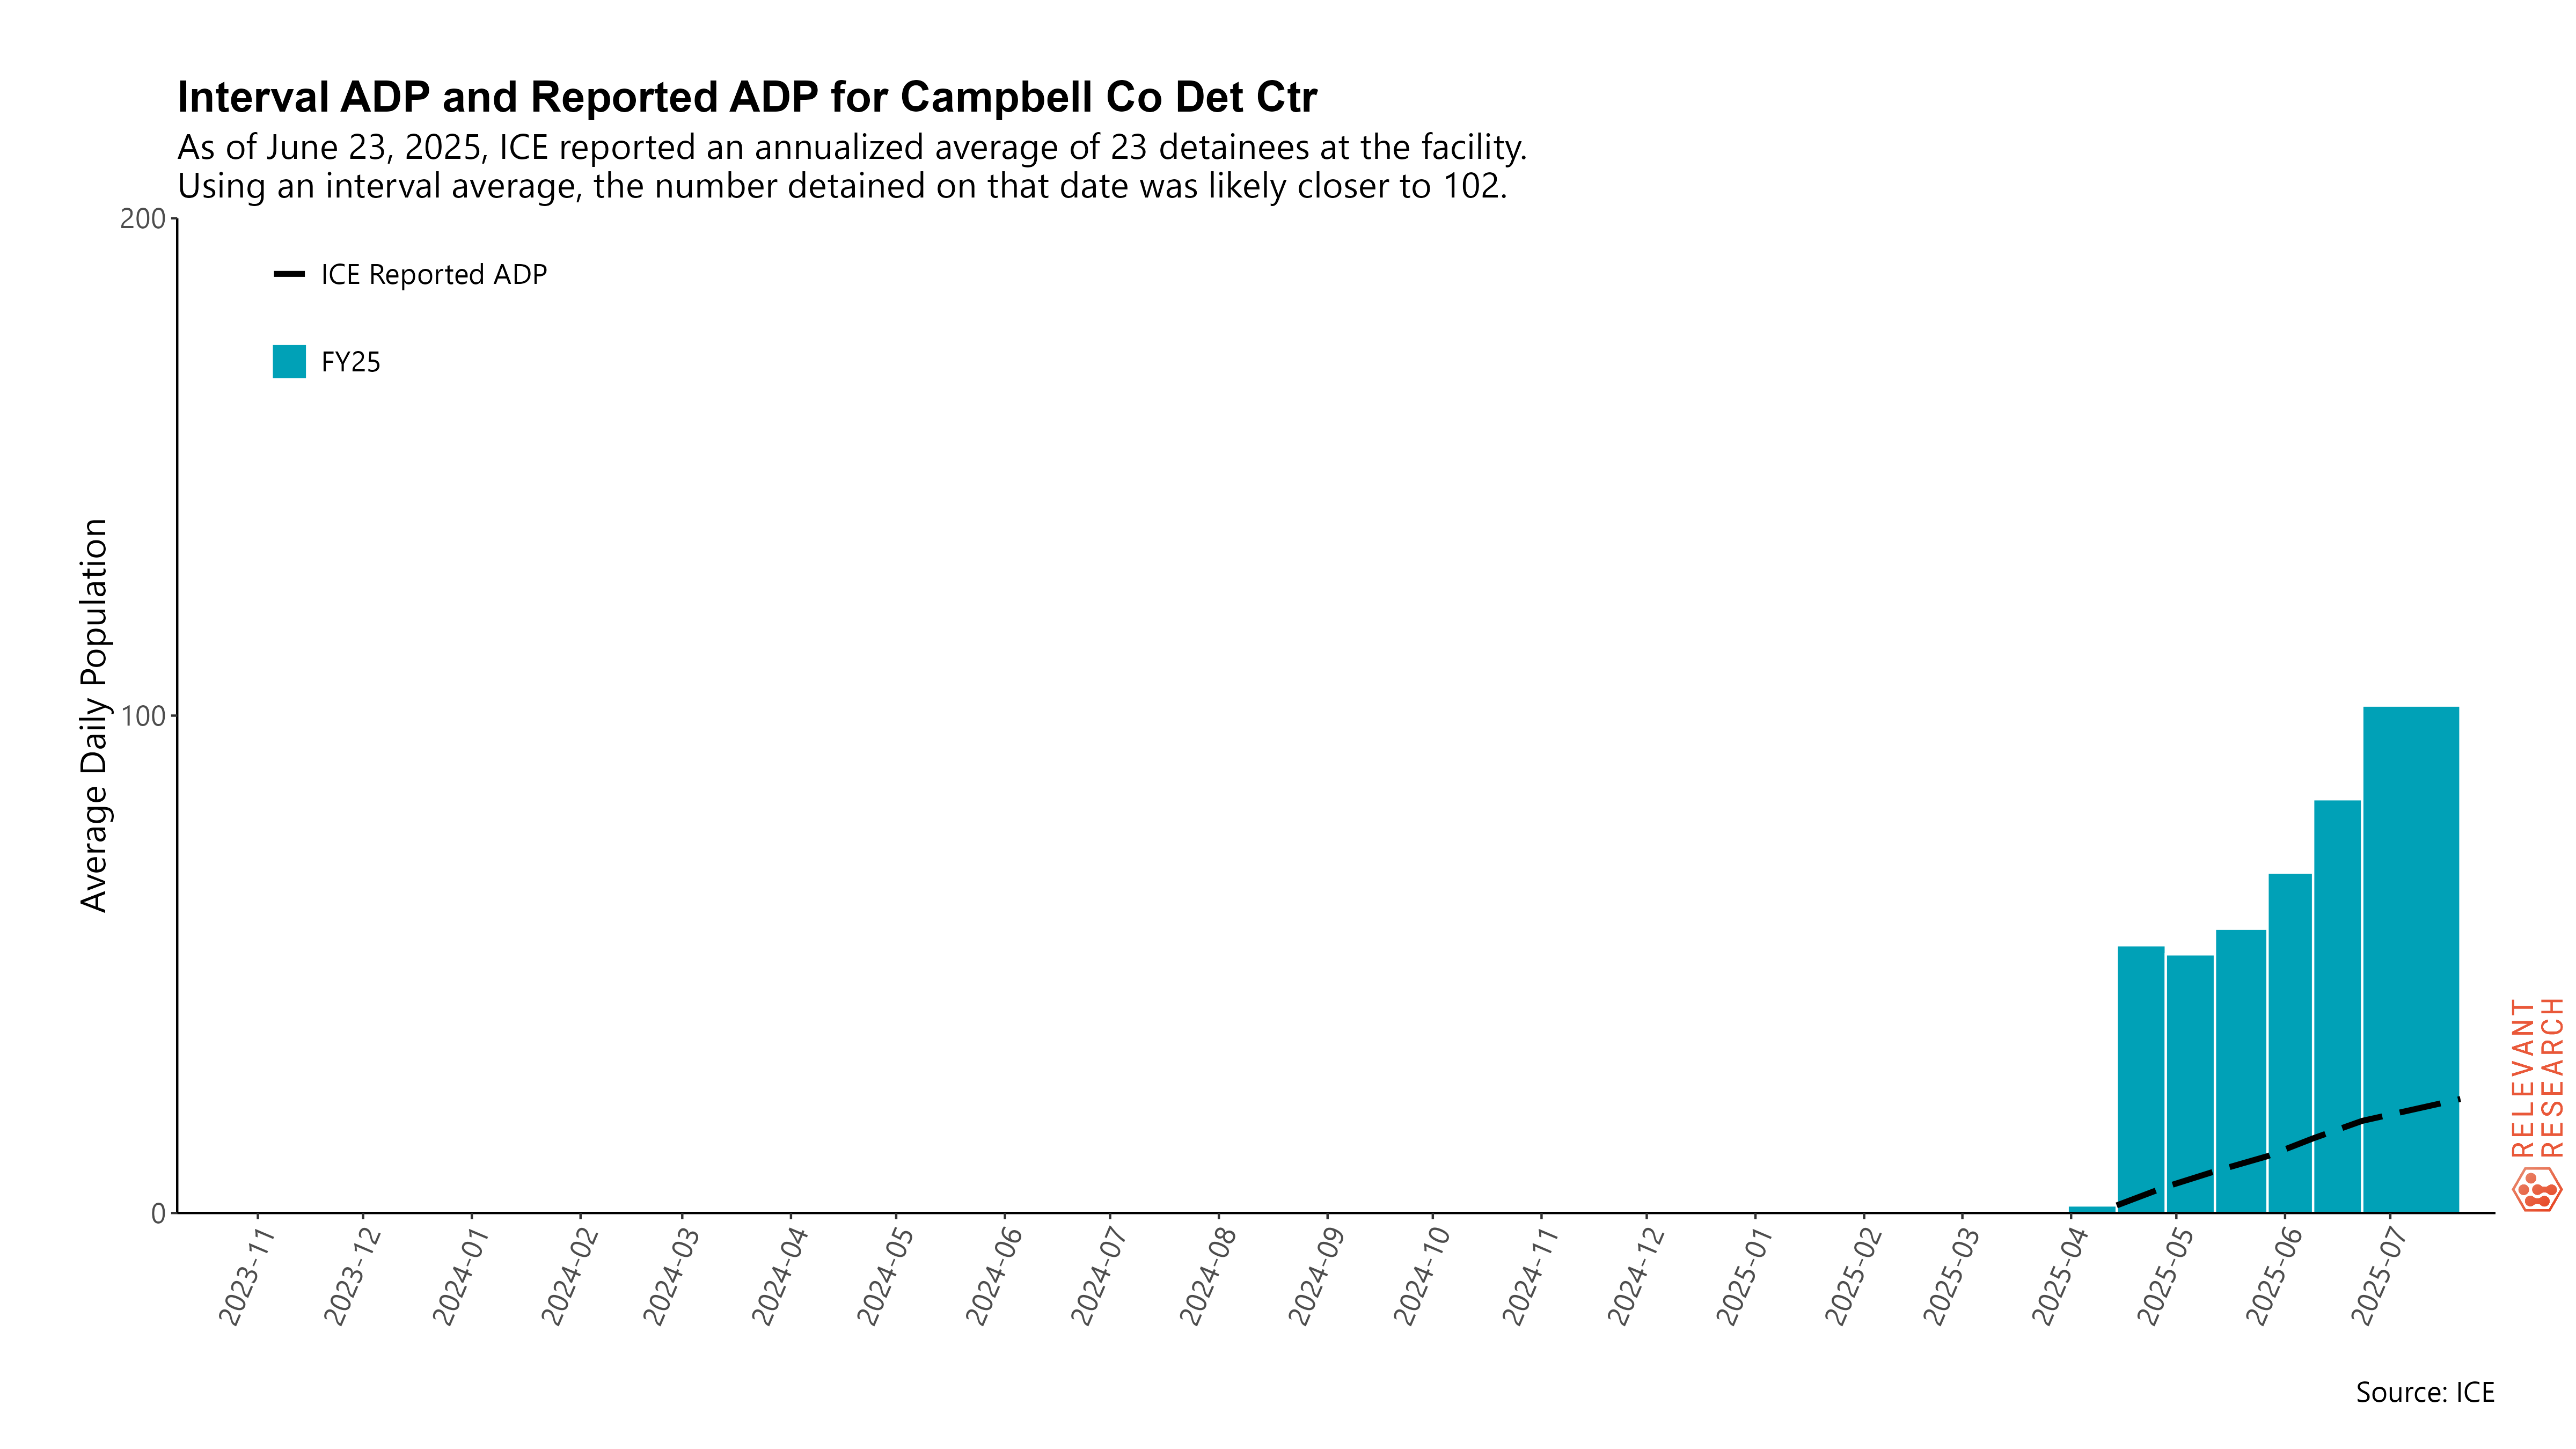 Interval ADP and Reported ADP for Campbell Co Det Ctr
As of June 23, 2025, ICE reported an annualized average of 23 detainees at the facility.
Using an interval average, the number detained on that date was likely closer to 102.
200
100
0
Average Daily Population
ICE Reported ADP
FY25
2023-11
2023-12
2024-01
2024-02
2024-03
2024-04
2024-05
2024-06
2024-07
2024-08
2024-09
2024-10
2024-11
2024-12
2025-01
2025-02
2025-03
2025-04
2025-05
2025-06
2025-07
RELEVANT
RESEARCH
Source: ICE